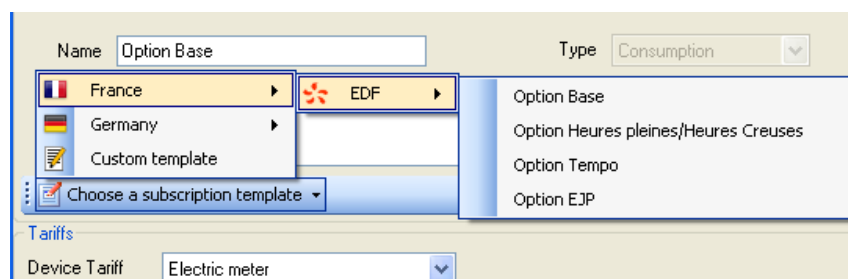 Name Option Base Type Consumption
France EDF Option Base
Germany Option Heures pleines/Heures Creuses
Custom template Option Tempo
Choose a subscription template Option EJP
Tariffs
Device Tariff Electric meter